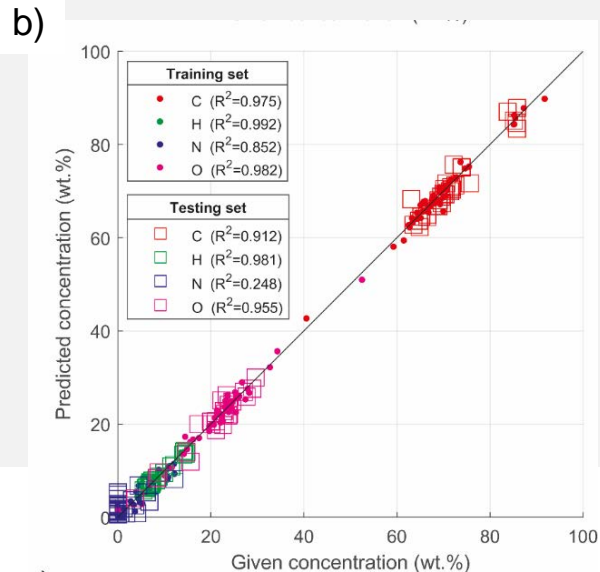 b)
100
80
60
40
20
0
Predicted concentration (wt.%)
Training set
C (R²=0.975)
H (R²=0.992)
N (R²=0.852)
O (R²=0.982)
Testing set
C (R²=0.912)
H (R²=0.981)
N (R²=0.248)
O (R²=0.955)
0 20 40 60 80 100
Given concentration (wt.%)